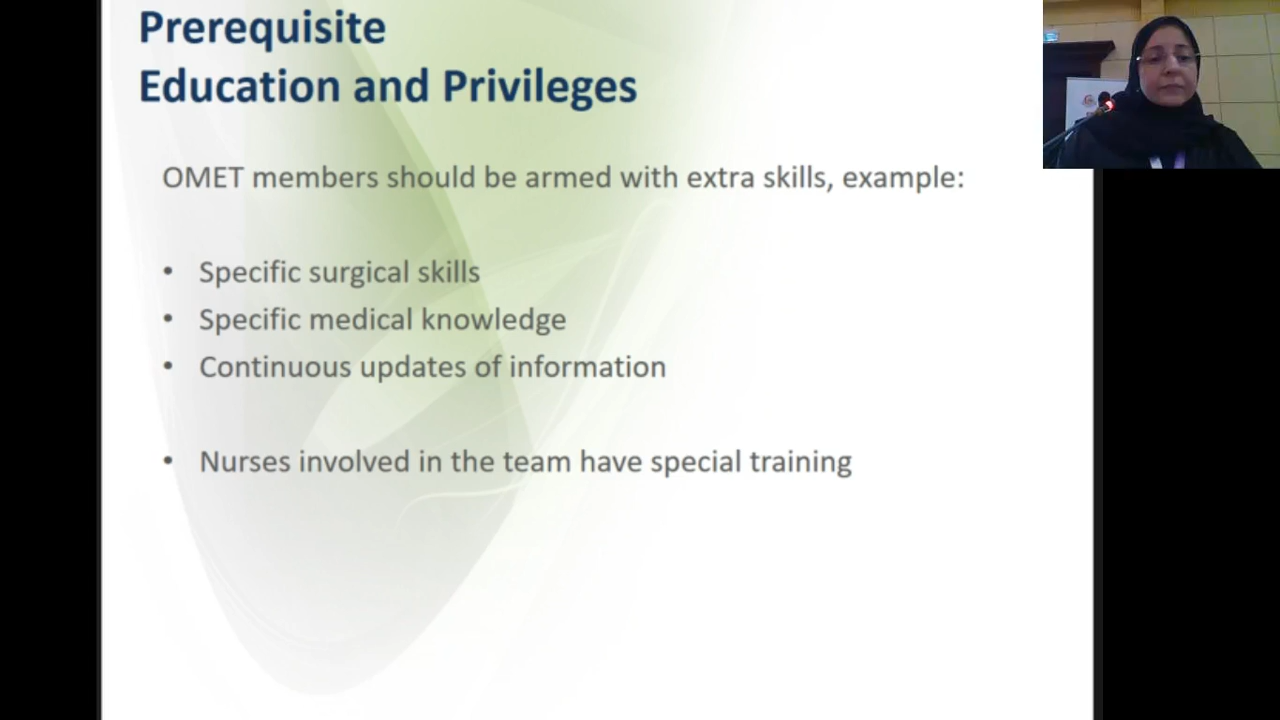 Prerequisite
Education and Privileges
OMET members should be armed with extra skills, example:
• Specific surgical skills
• Specific medical knowledge
• Continuous updates of information
• Nurses involved in the team have special training